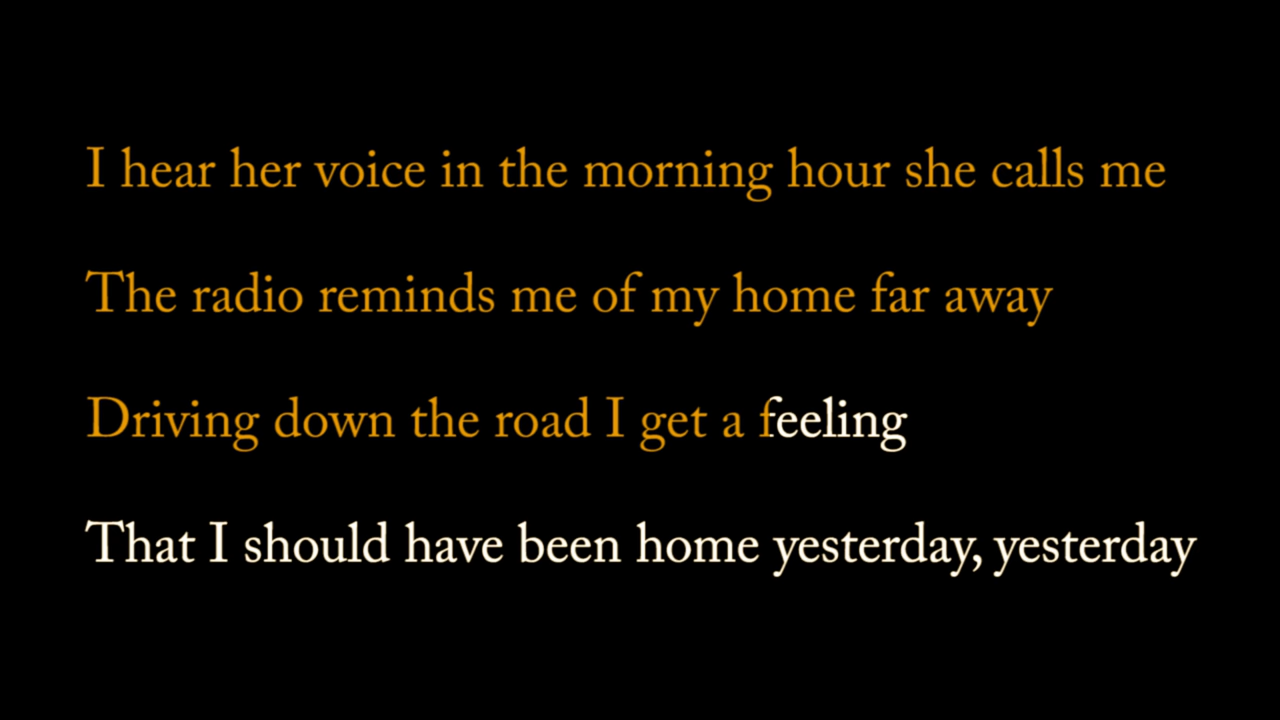 I hear her voice in the morning hour she calls me
The radio reminds me of my home far away
Driving down the road I get a feeling
That I should have been home yesterday, yesterday